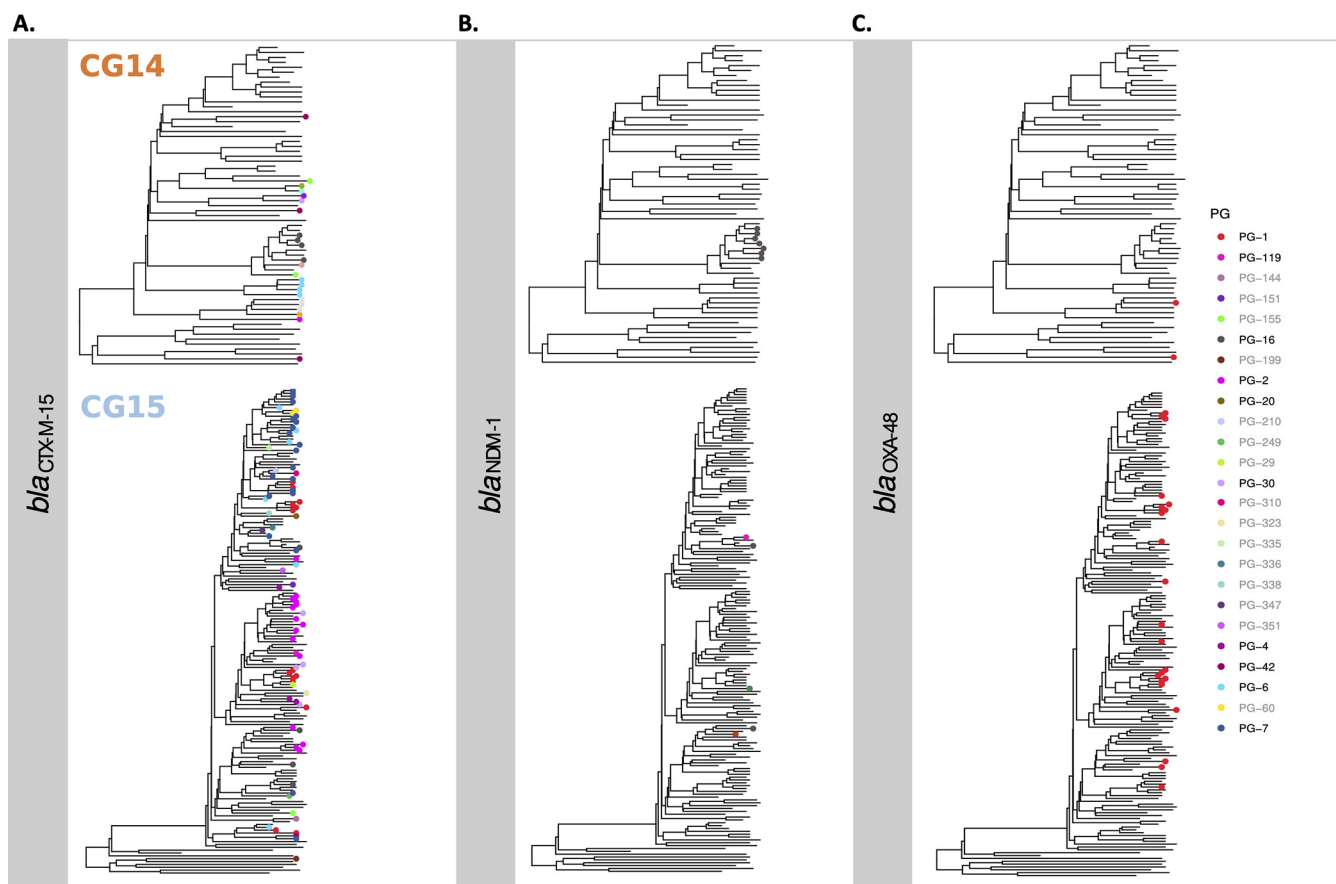 A.
B.
C.
CG14
CG15
blaCTX-M-15
blaNDM-1
blaOXA-48
PG
PG-1
PG-119
PG-144
PG-151
PG-155
PG-16
PG-199
PG-2
PG-20
PG-210
PG-249
PG-29
PG-30
PG-310
PG-323
PG-335
PG-336
PG-338
PG-347
PG-351
PG-4
PG-42
PG-6
PG-60
PG-7